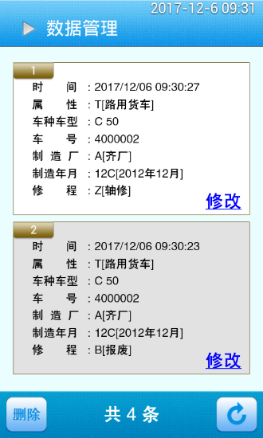 2017-12-6 09:31
数据管理
1
时 间 : 2017/12/06 09:30:27
属 性 : T[路用货车]
车种车型 : C 50
车 号 : 4000002
制 造 厂 : A[齐厂]
制造年月 : 12C[2012年12月]
修 程 : Z[轴修]
修改
2
时 间 : 2017/12/06 09:30:23
属 性 : T[路用货车]
车种车型 : C 50
车 号 : 4000002
制 造 厂 : A[齐厂]
制造年月 : 12C[2012年12月]
修 程 : B[报废]
修改
删除
共 4 条